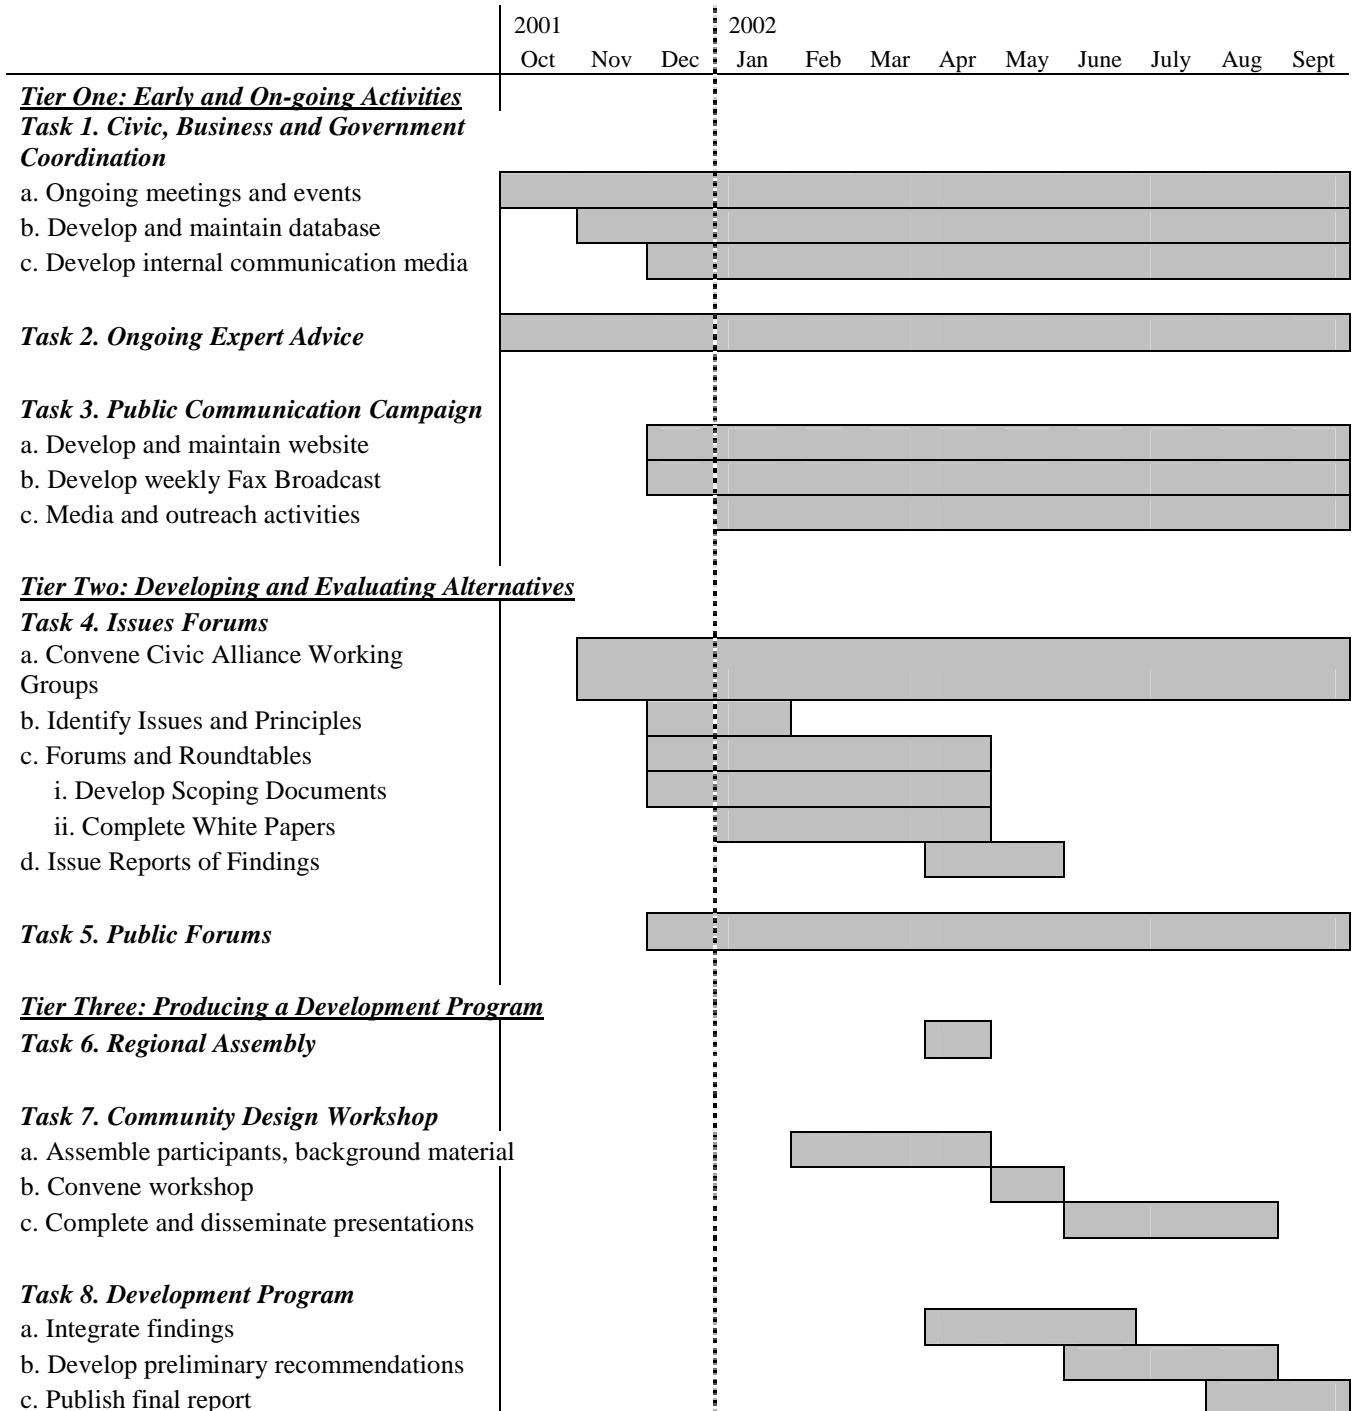 2001 2002
Oct Nov Dec Jan Feb Mar Apr May June July Aug Sept
Tier One: Early and On-going Activities
Task 1. Civic, Business and Government
Coordination
a. Ongoing meetings and events
b. Develop and maintain database
c. Develop internal communication media
Task 2. Ongoing Expert Advice
Task 3. Public Communication Campaign
a. Develop and maintain website
b. Develop weekly Fax Broadcast
c. Media and outreach activities
Tier Two: Developing and Evaluating Alternatives
Task 4. Issues Forums
a. Convene Civic Alliance Working
Groups
b. Identify Issues and Principles
c. Forums and Roundtables
i. Develop Scoping Documents
ii. Complete White Papers
d. Issue Reports of Findings
Task 5. Public Forums
Tier Three: Producing a Development Program
Task 6. Regional Assembly
Task 7. Community Design Workshop
a. Assemble participants, background material
b. Convene workshop
c. Complete and disseminate presentations
Task 8. Development Program
a. Integrate findings
b. Develop preliminary recommendations
c. Publish final report